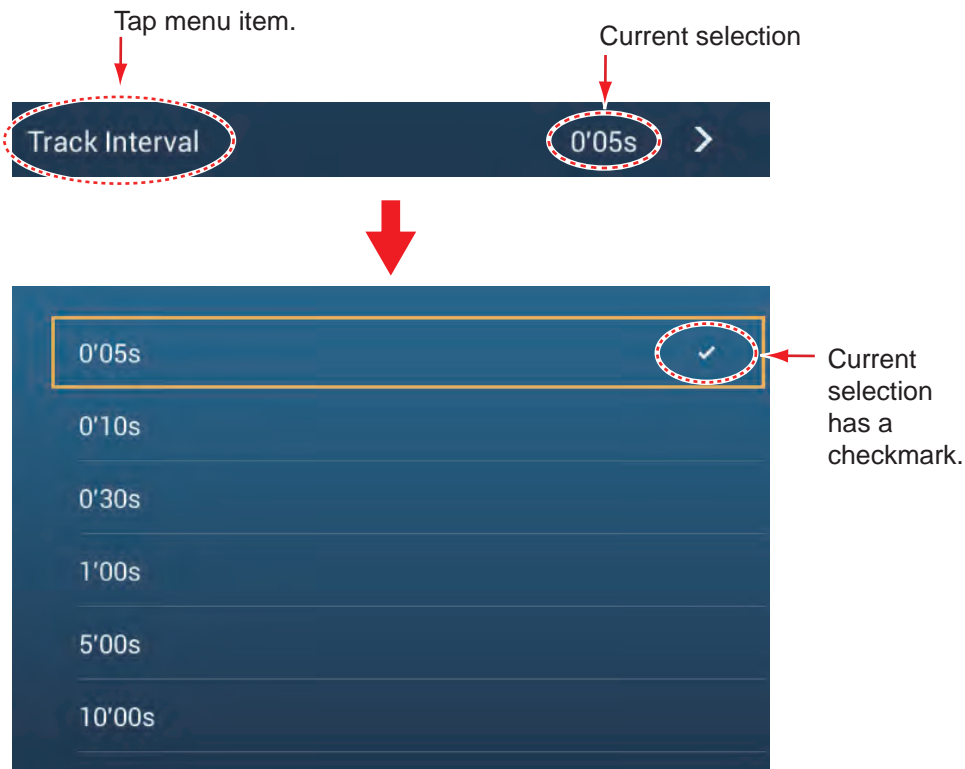 Tap menu item.
Current selection
Track Interval 0'05s >
0'05s ✓
0'10s
0'30s
1'00s
5'00s
10'00s
Current
selection
has a
checkmark.